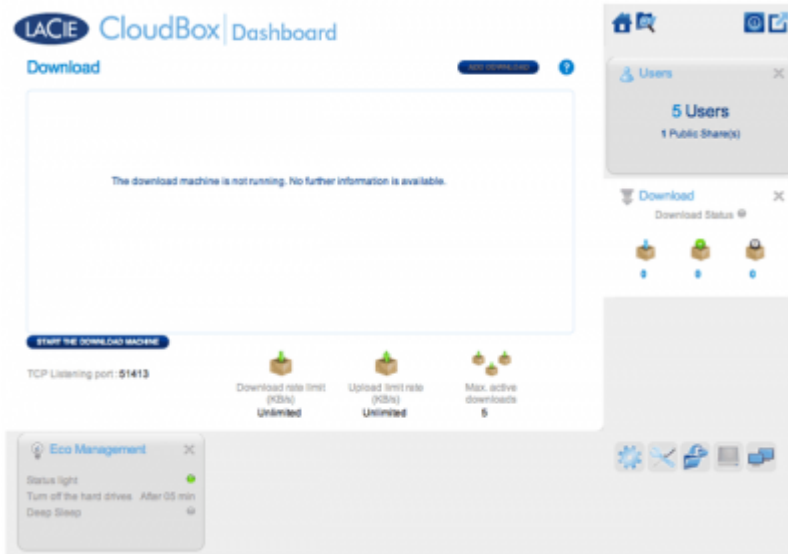 LACIE CloudBox | Dashboard
Download
ADD DOWNLOAD
?
The download machine is not running. No further information is available.
START THE DOWNLOAD MACHINE
TCP Listening port : 51413
Download rate limit
(KB/s)
Unlimited
Upload limit rate
(KB/s)
Unlimited
Max. active
downloads
5
Users
5 Users
1 Public Share(s)
Download
Download Status
0
0
0
Eco Management
Status light
Turn off the hard drives After 05 min
Deep Sleep